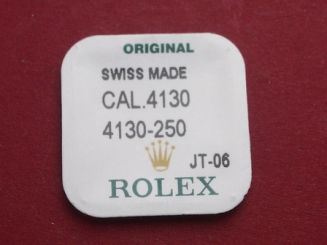 ORIGINAL
SWISS MADE
CAL.4130
4130-250
JT-06
ROLEX